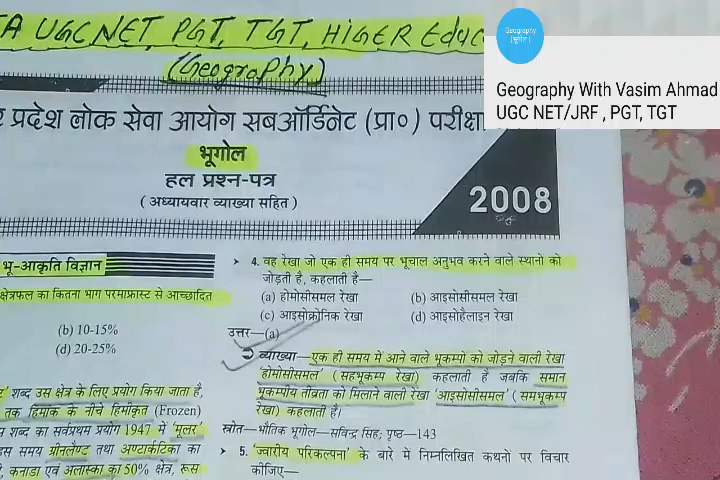 UGC NET, PGT, TGT, HIGER Educ
(Geography)
Geography
(भूगोल)
Geography With Vasim Ahmad
UGC NET/JRF , PGT, TGT
प्रदेश लोक सेवा आयोग सबऑर्डिनेट (प्रा०) परीक्षा
भूगोल
हल प्रश्न-पत्र
(अध्यायवार व्याख्या सहित)
2008
भू-आकृति विज्ञान
क्षेत्रफल का कितना भाग परमाफ्रास्ट से आच्छादित
(b) 10-15%
(d) 20-25%
शब्द उस क्षेत्र के लिए प्रयोग किया जाता है,
तक हिमांक के नीचे हिमीकृत (Frozen)
शब्द का सर्वप्रथम प्रयोग 1947 में 'मूलर'
इस समय ग्रीनलैण्ट तथा अण्टार्कटिका का
कनाडा एवं अलास्का का 50% क्षेत्र, रूस
4. वह रेखा जो एक ही समय पर भूचाल अनुभव करने वाले स्थानो को
जोड़ती है, कहलाती है—
(a) होमोसीसमल रेखा (b) आइसोसीसमल रेखा
(c) आइसोक्रोनिक रेखा (d) आइसोहैलाइन रेखा
उत्तर—(a)
व्याख्या—एक ही समय में आने वाले भूकम्पो को जोड़ने वाली रेखा
'होमोसीसमल' (सहभूकम्प रेखा) कहलाती है जबकि समान
भूकम्पीय तीव्रता को मिलाने वाली रेखा 'आइसोसीसमल' (समभूकम्प
रेखा) कहलाती है।
स्रोत—भौतिक भूगोल—सविन्द्र सिंह; पृष्ठ—143
5. 'ज्वारीय परिकल्पना' के बारे में निम्नलिखित कथनो पर विचार
कीजिए—